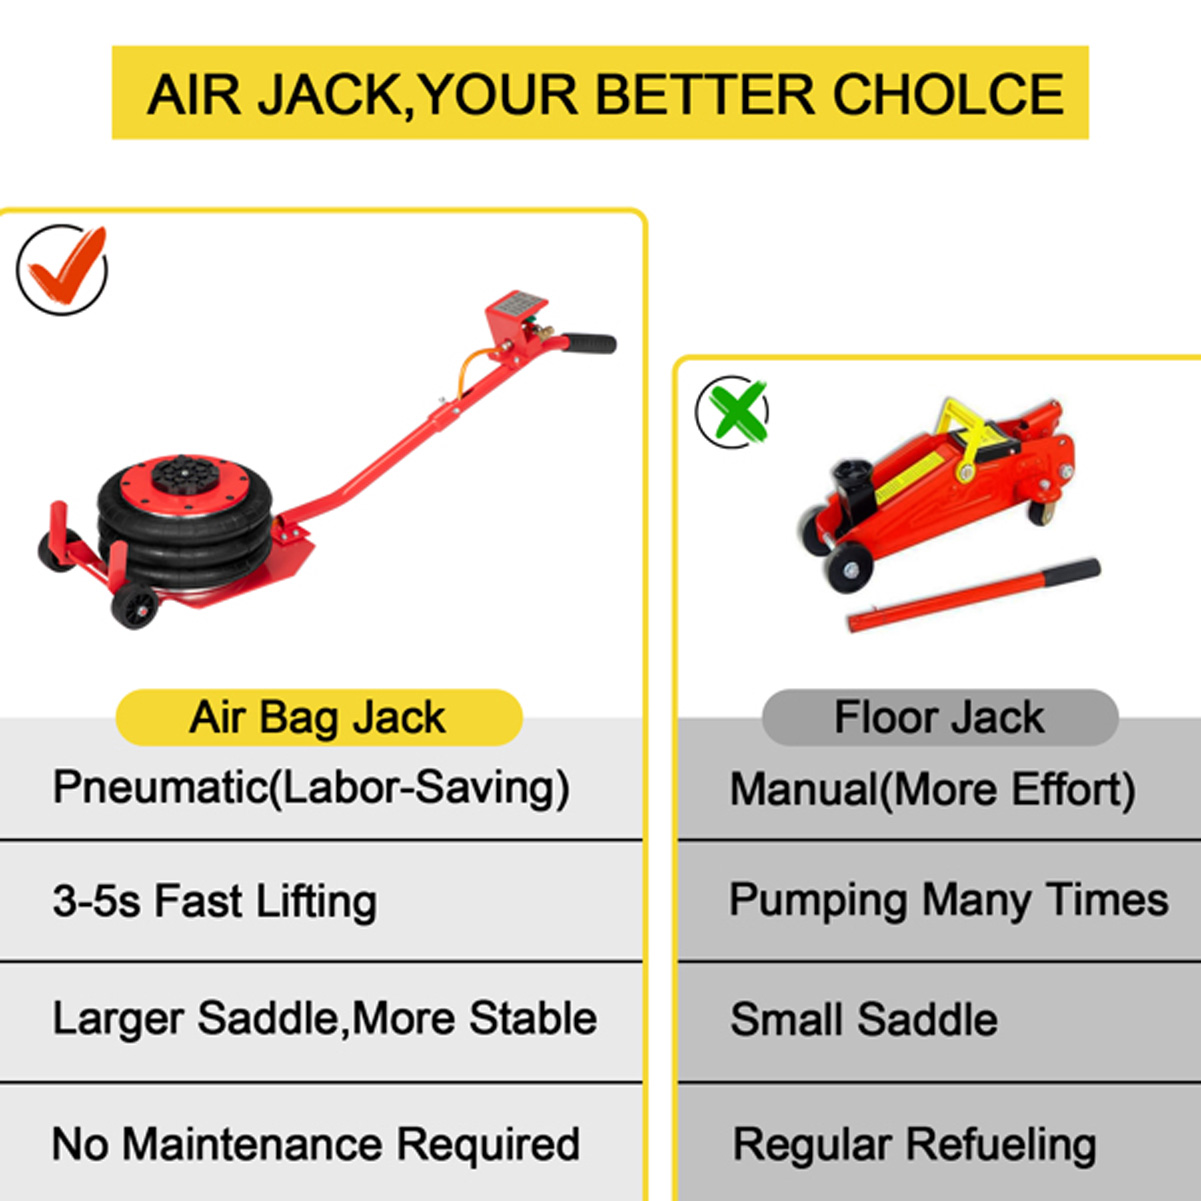 AIR JACK,YOUR BETTER CHOLCE
Air Bag Jack
Pneumatic(Labor-Saving)
3-5s Fast Lifting
Larger Saddle,More Stable
No Maintenance Required
Floor Jack
Manual(More Effort)
Pumping Many Times
Small Saddle
Regular Refueling